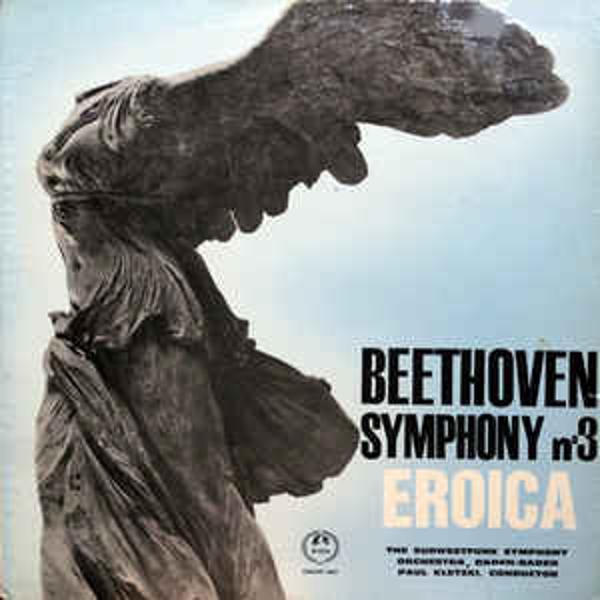 BEETHOVEN
SYMPHONY nº3
EROICA
THE SUDWESTFUNK SYMPHONY
ORCHESTRA, BADEN-BADEN
PAUL KLETZKI, CONDUCTOR